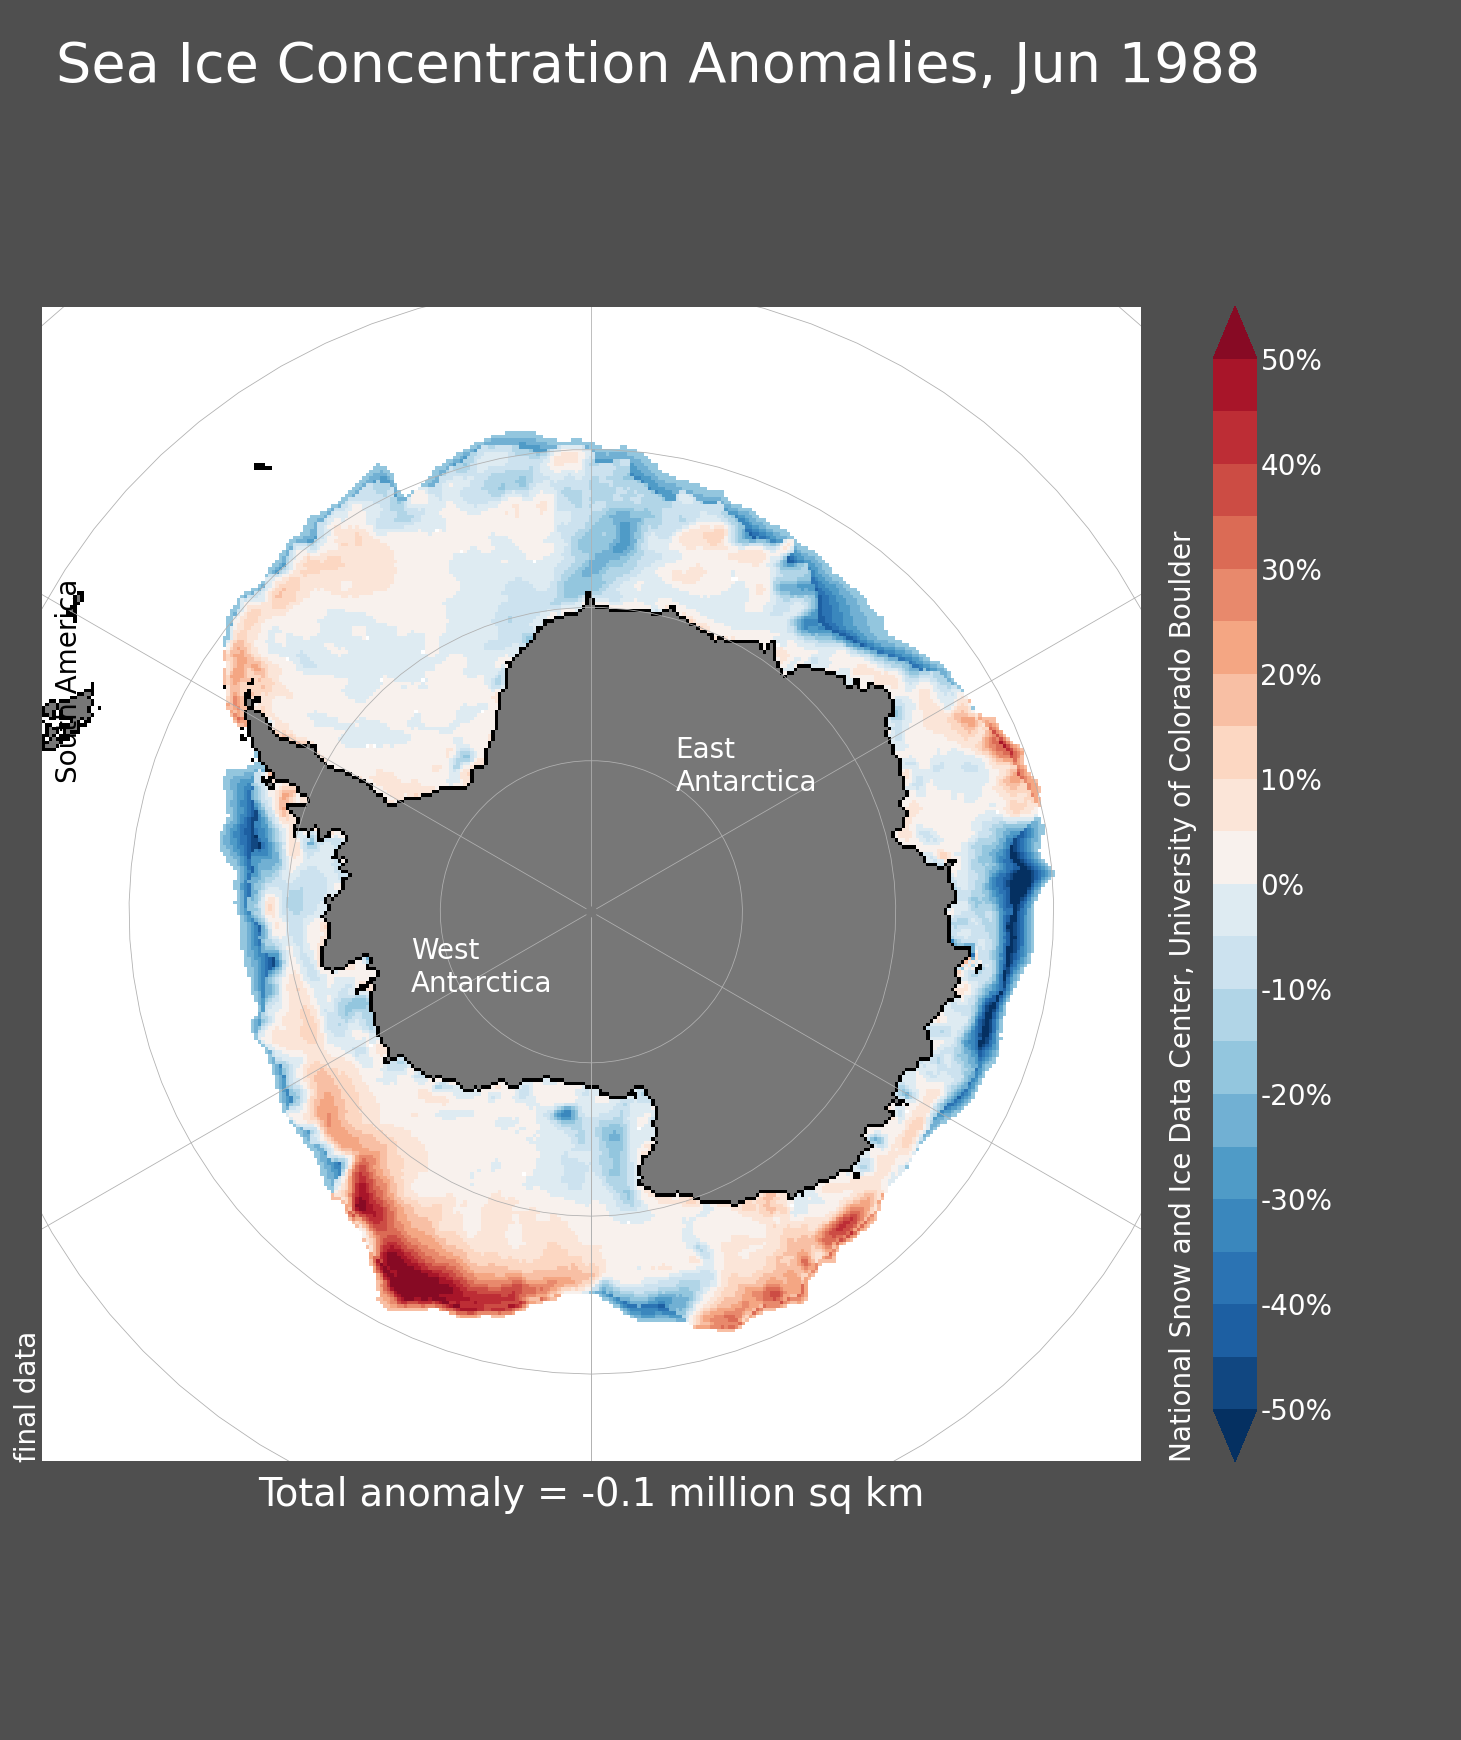 Sea Ice Concentration Anomalies, Jun 1988
South America
East
Antarctica
West
Antarctica
final data
National Snow and Ice Data Center, University of Colorado Boulder
50%
40%
30%
20%
10%
0%
-10%
-20%
-30%
-40%
-50%
Total anomaly = -0.1 million sq km